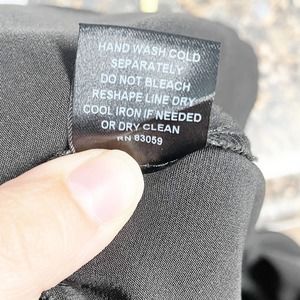 HAND WASH COLD
SEPARATELY
DO NOT BLEACH
RESHAPE LINE DRY
COOL IRON IF NEEDED
OR DRY CLEAN
RN 83059